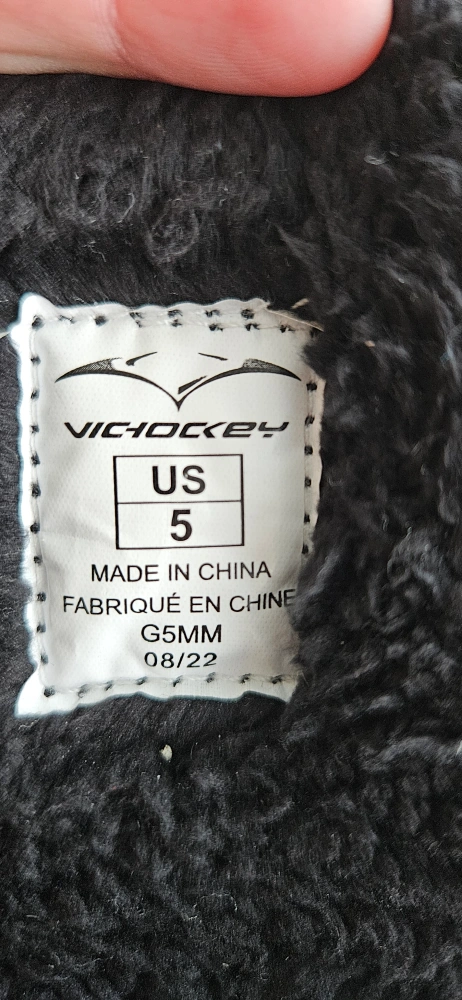 VICHOCKEY
US
5
MADE IN CHINA
FABRIQUÉ EN CHINE
G5MM
08/22